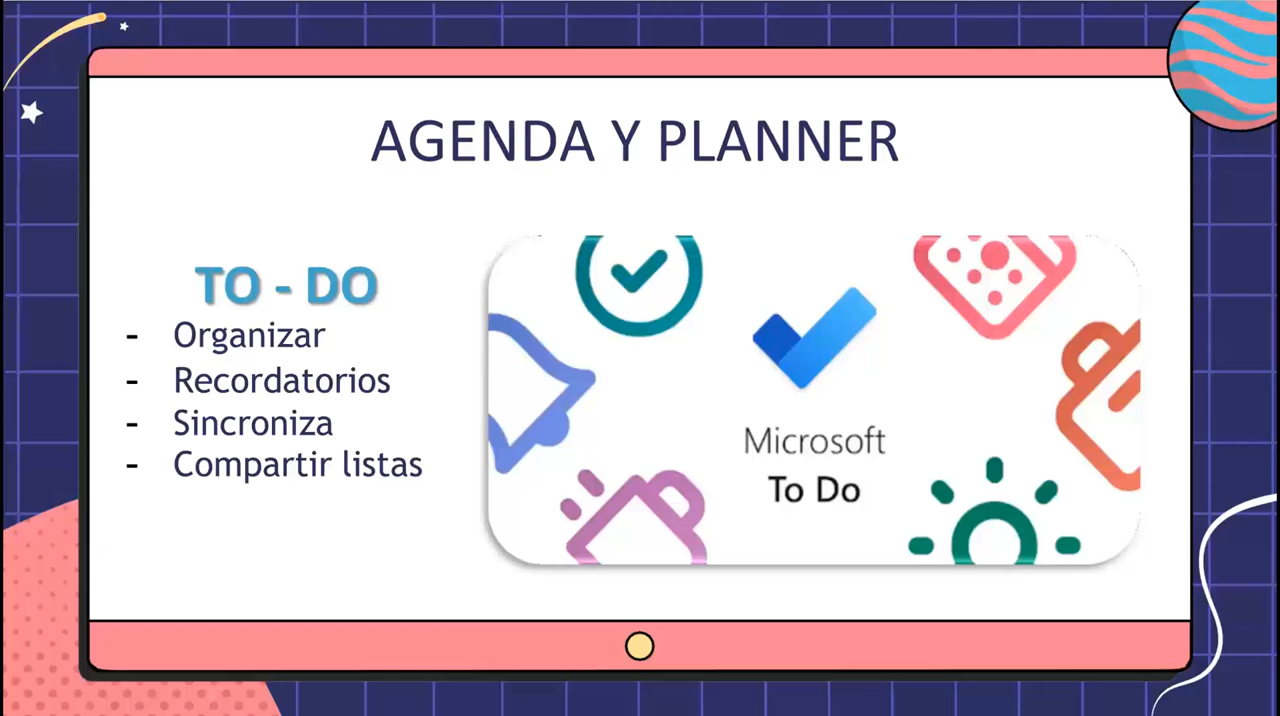 AGENDA Y PLANNER
TO - DO
- Organizar
- Recordatorios
- Sincroniza
- Compartir listas
Microsoft
To Do